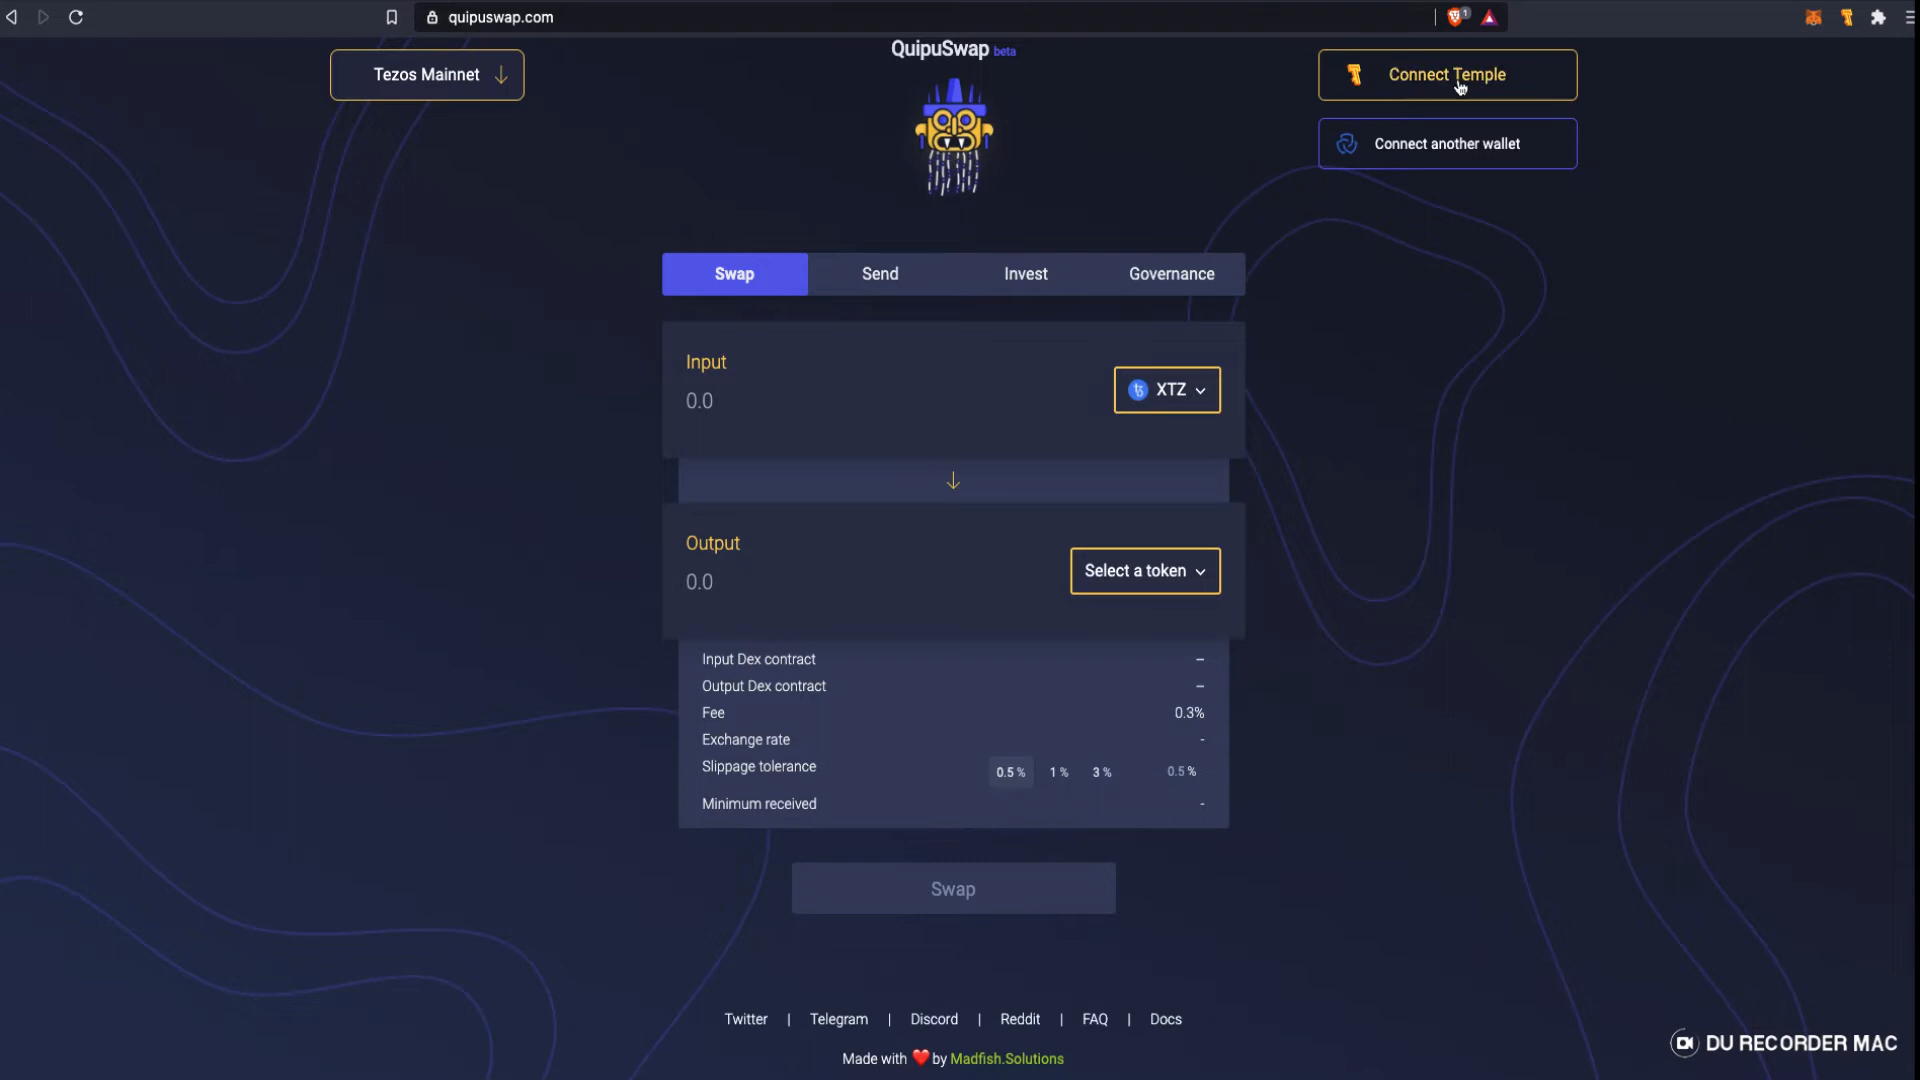 quipuswap.com
1
QuipuSwap beta
Tezos Mainnet
Connect Temple
Connect another wallet
Swap Send Invest Governance
Input
0.0
XTZ
Output
0.0
Select a token
Input Dex contract –
Output Dex contract –
Fee 0.3%
Exchange rate -
Slippage tolerance 0.5 % 1 % 3 % 0.5 %
Minimum received -
Swap
Twitter | Telegram | Discord | Reddit | FAQ | Docs
Made with ❤️ by Madfish.Solutions
DU RECORDER MAC